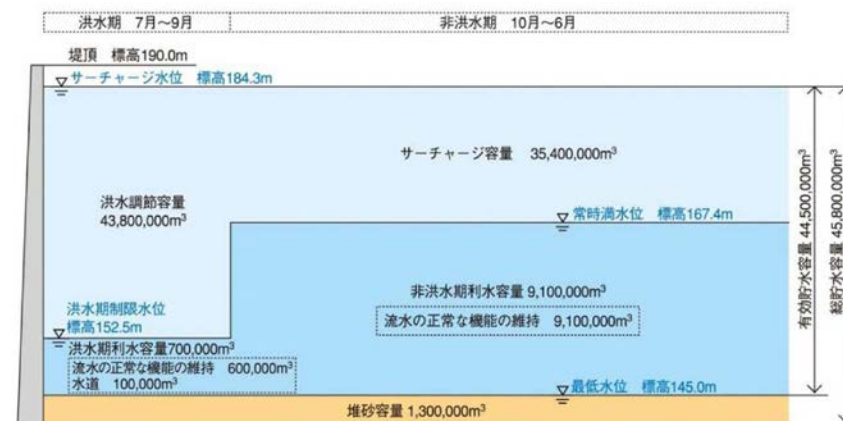 洪水期 7月～9月
非洪水期 10月～6月
堤頂 標高190.0m
サーチャージ水位 標高184.3m
サーチャージ容量 35,400,000m³
洪水調節容量
43,800,000m³
常時満水位 標高167.4m
非洪水期利水容量 9,100,000m³
流水の正常な機能の維持 9,100,000m³
洪水期制限水位
標高152.5m
洪水期利水容量700,000m³
流水の正常な機能の維持 600,000m³
水道 100,000m³
最低水位 標高145.0m
堆砂容量 1,300,000m³
有効貯水容量 44,500,000m³
総貯水容量 45,800,000m³